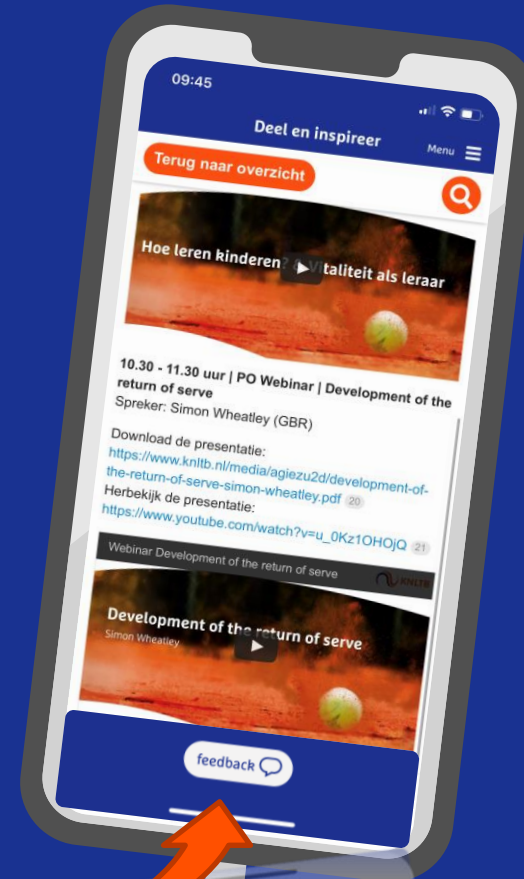 09:45
Deel en inspireer
Menu
Terug naar overzicht
Hoe leren kinderen? & Vitaliteit als leraar
10.30 - 11.30 uur | PO Webinar | Development of the
return of serve
Spreker: Simon Wheatley (GBR)
Download de presentatie:
https://www.knltb.nl/media/agiezu2d/development-of-
the-return-of-serve-simon-wheatley.pdf 20
Herbekijk de presentatie:
https://www.youtube.com/watch?v=u_0Kz1OHOjQ 21
Webinar Development of the return of serve
KNLTB
Development of the return of serve
Simon Wheatley
feedback